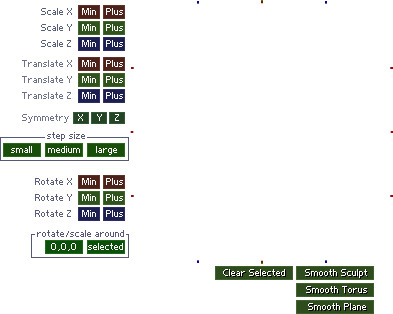 Scale X Min Plus
Scale Y Min Plus
Scale Z Min Plus
Translate X Min Plus
Translate Y Min Plus
Translate Z Min Plus
Symmetry X Y Z
step size
small medium large
Rotate X Min Plus
Rotate Y Min Plus
Rotate Z Min Plus
rotate/scale around
0,0,0 selected
Clear Selected Smooth Sculpt
Smooth Torus
Smooth Plane